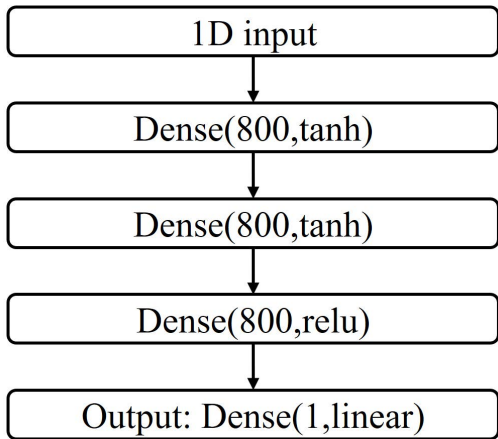 1D input
Dense(800,tanh)
Dense(800,tanh)
Dense(800,relu)
Output: Dense(1,linear)